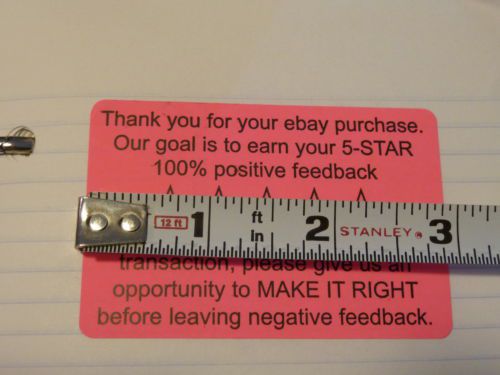 Thank you for your ebay purchase.
Our goal is to earn your 5-STAR
100% positive feedback
12 ft 1 ft in 2 STANLEY® 3
transaction, please give us an
opportunity to MAKE IT RIGHT
before leaving negative feedback.